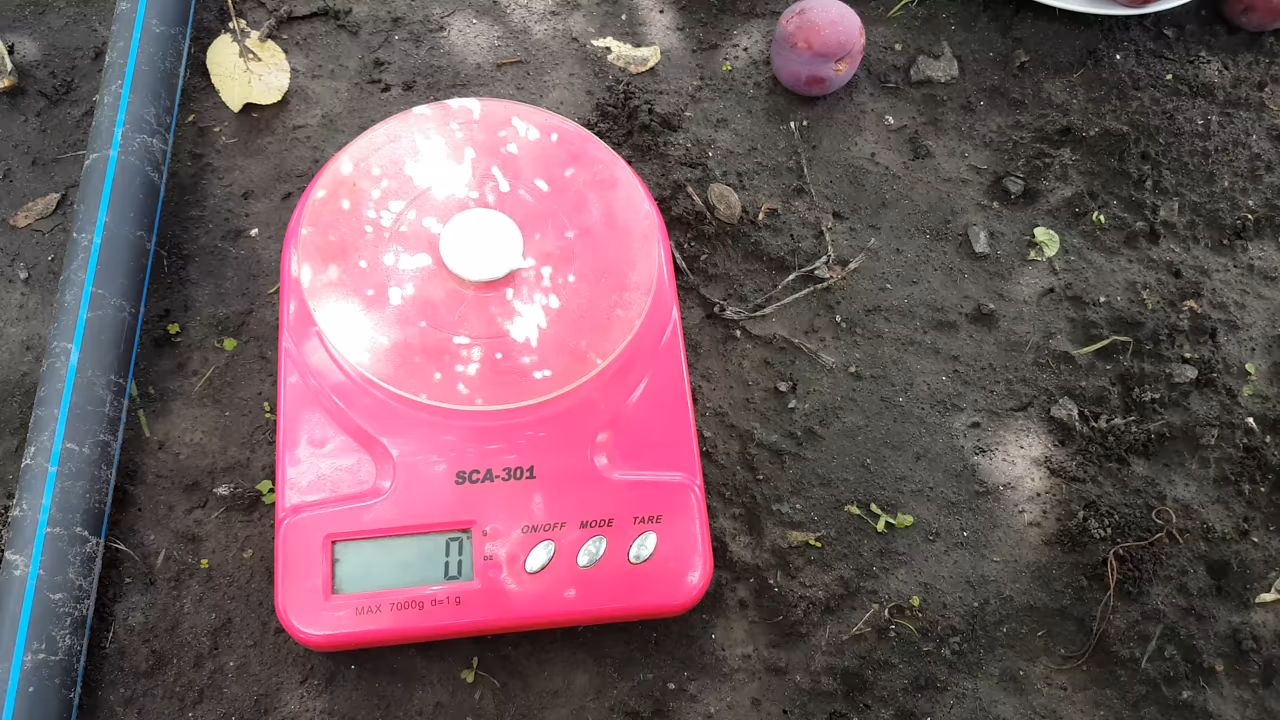 SCA-301
ON/OFF MODE TARE
g
oz
0
MAX 7000g d=1g